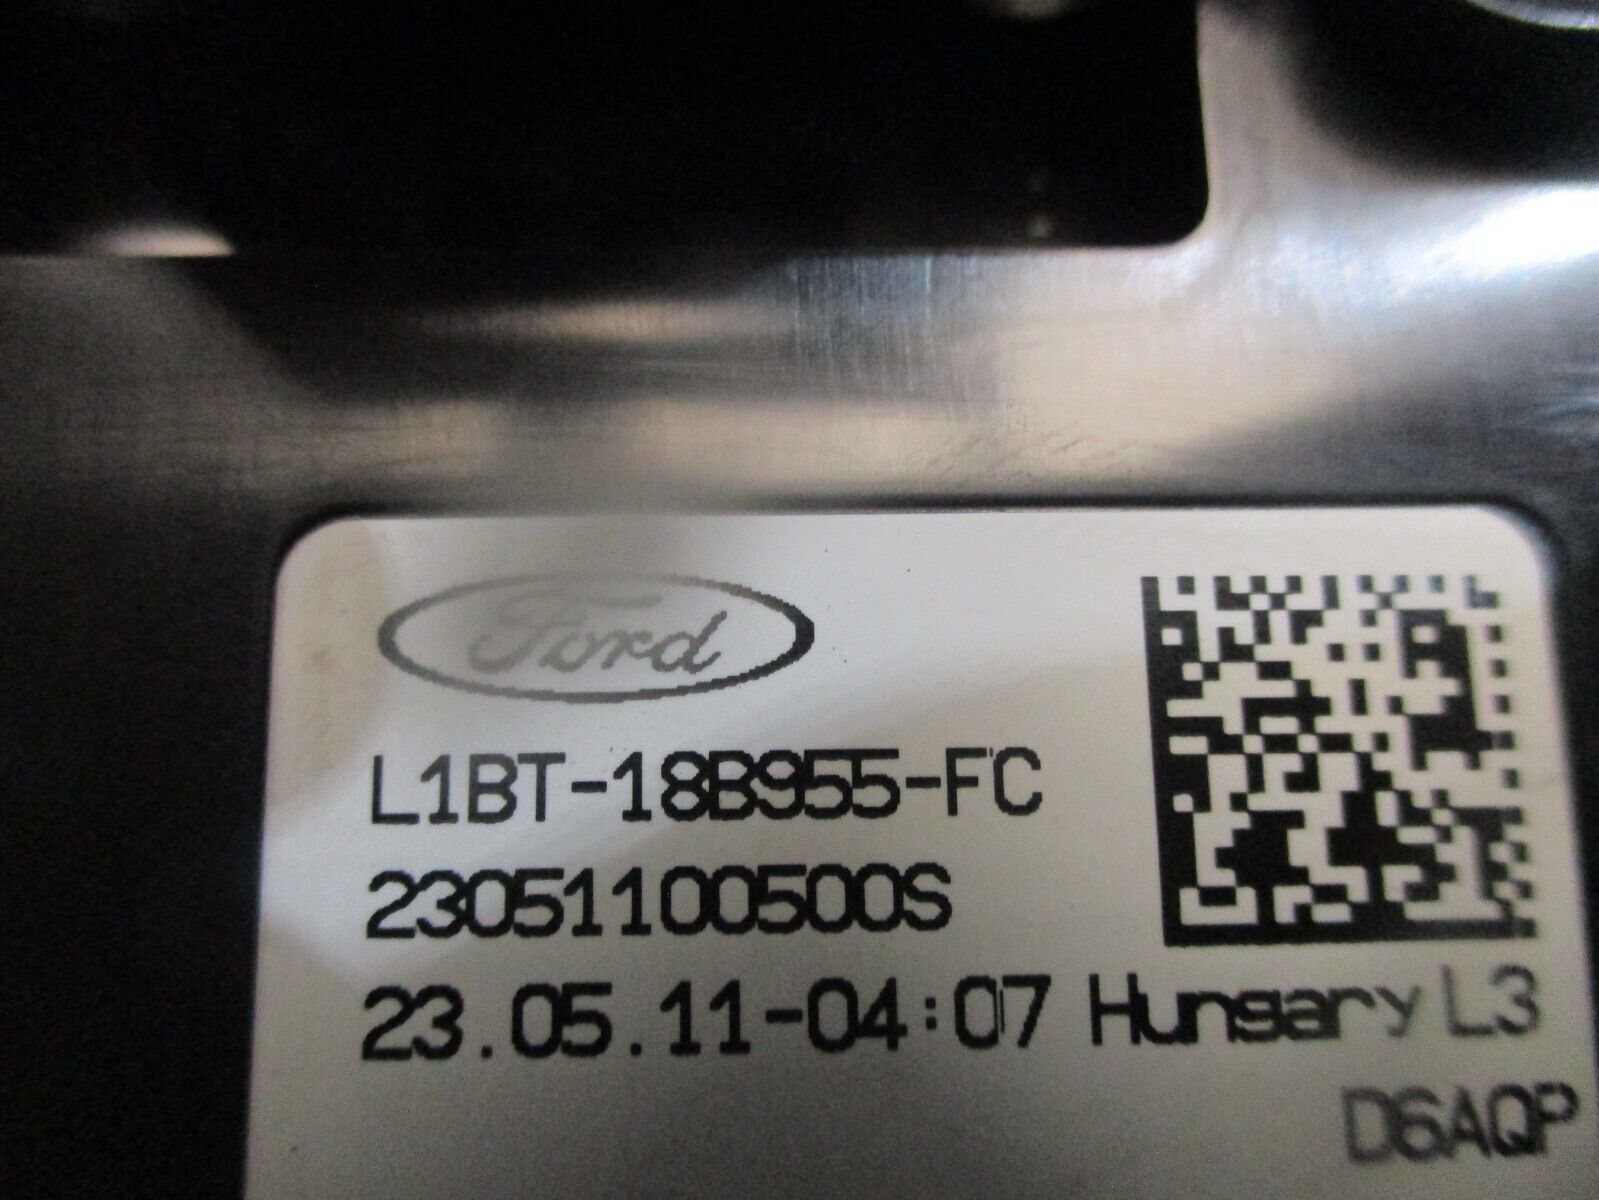 Ford
L1BT-18B955-FC
23051100500S
23.05.11-04:07 Hungary L3
D6AQP